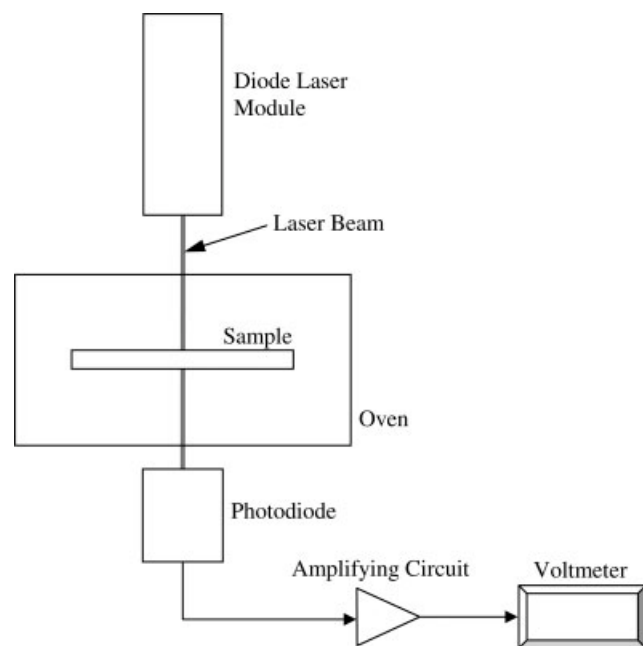 Diode Laser
Module
Laser Beam
Sample
Oven
Photodiode
Amplifying Circuit
Voltmeter